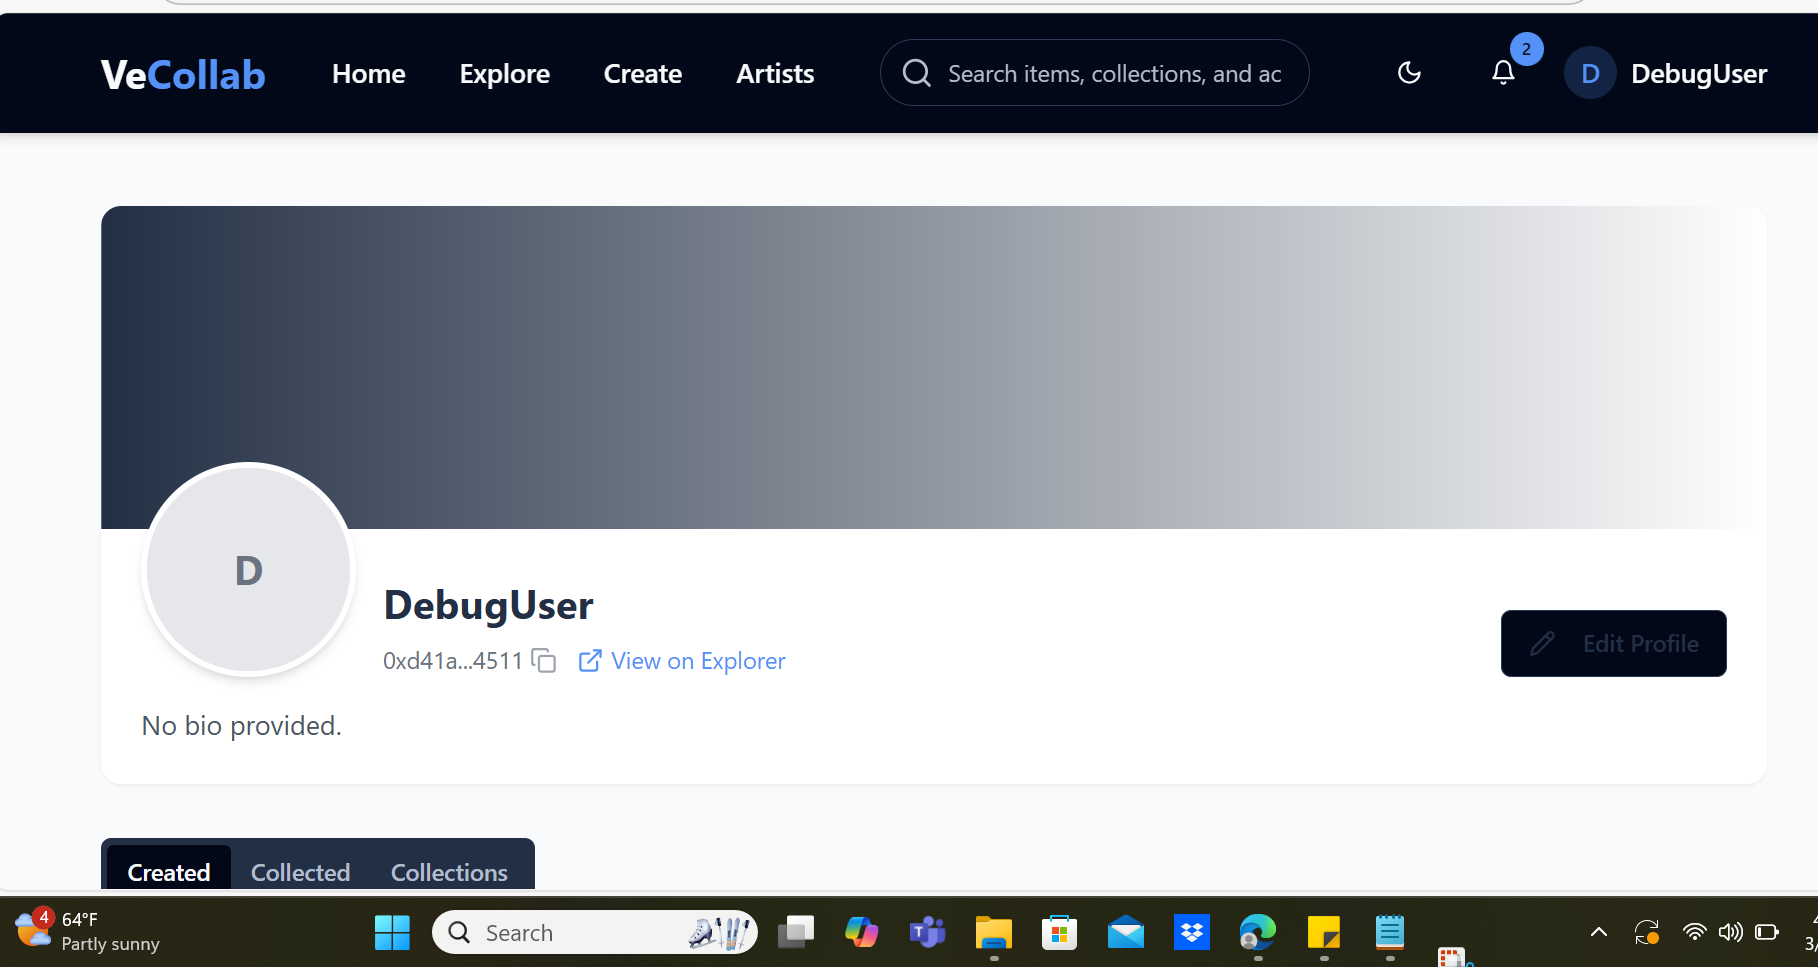 VeCollab Home Explore Create Artists Search items, collections, and ac 2 D DebugUser
D
DebugUser
0xd41a...4511 View on Explorer
Edit Profile
No bio provided.
Created Collected Collections
4 64°F
Partly sunny
Search